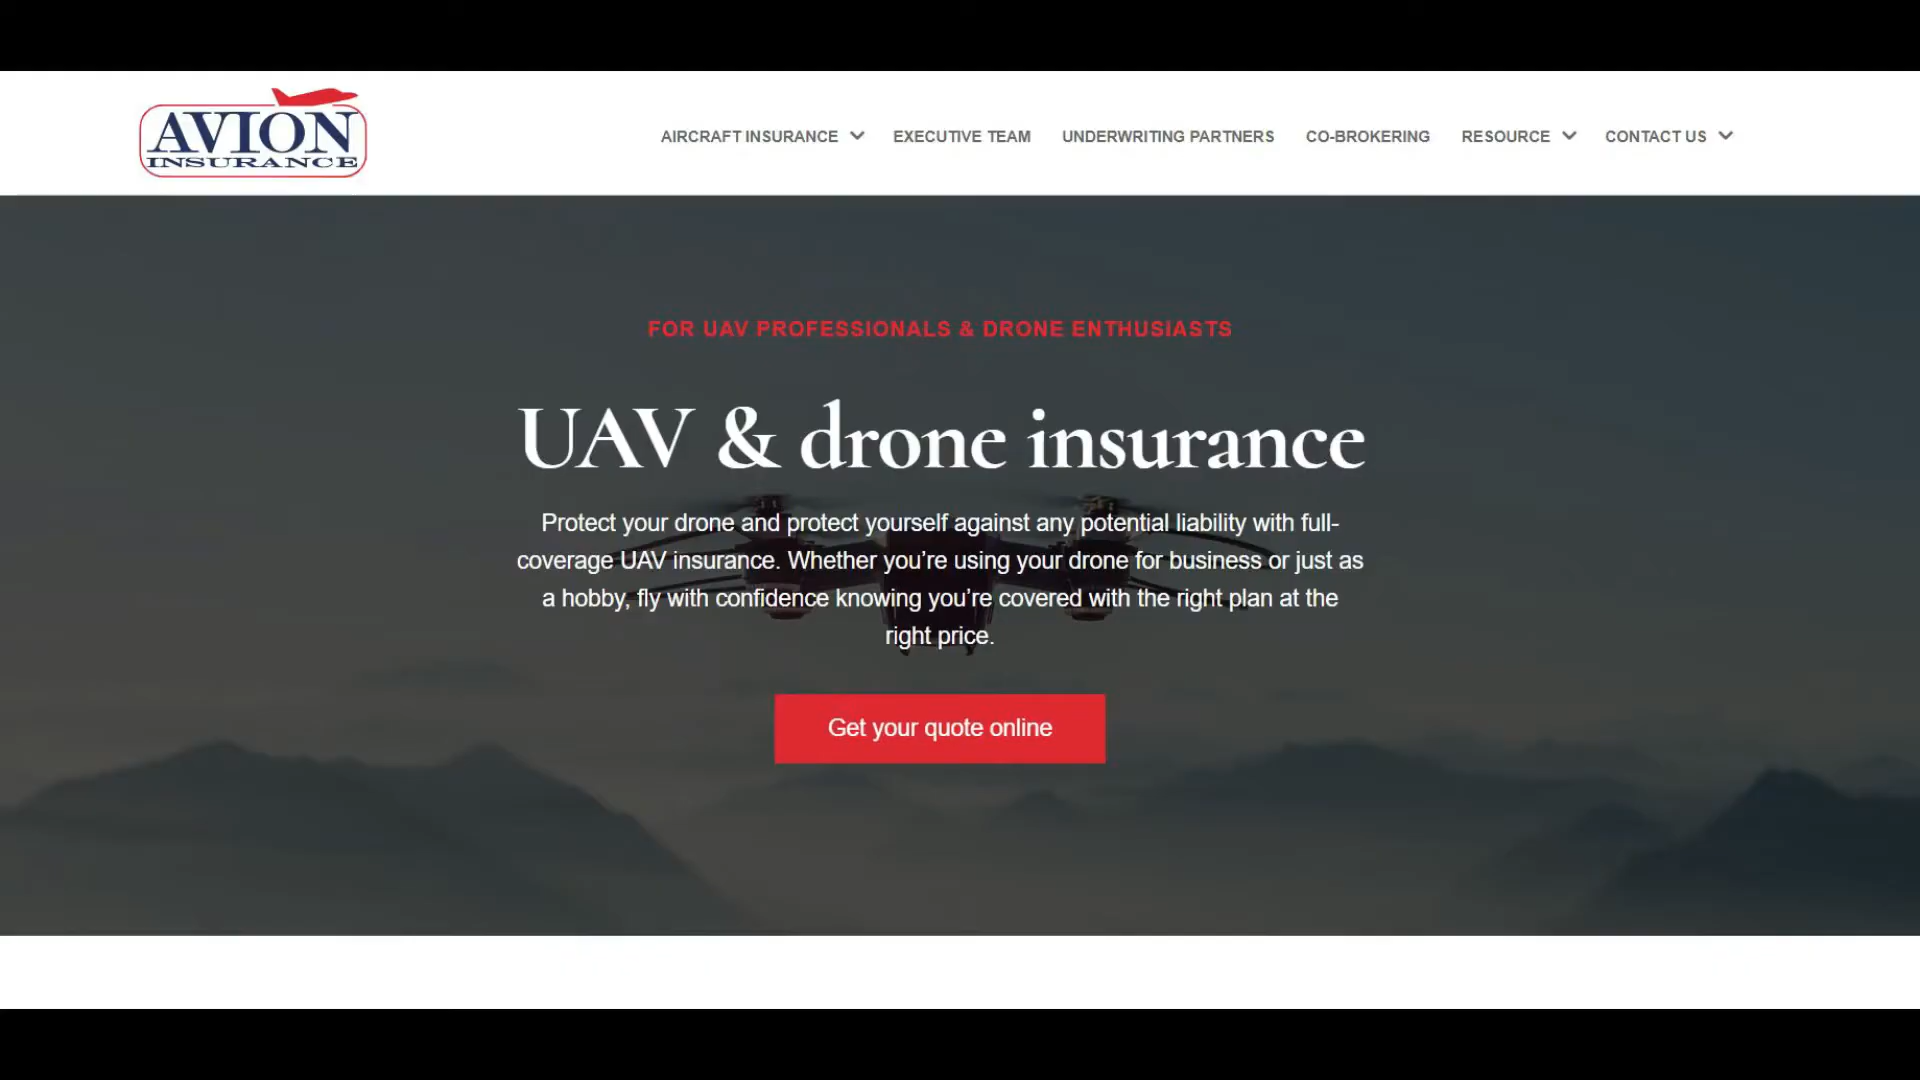 AVION
INSURANCE
AIRCRAFT INSURANCE
EXECUTIVE TEAM
UNDERWRITING PARTNERS
CO-BROKERING
RESOURCE
CONTACT US
FOR UAV PROFESSIONALS & DRONE ENTHUSIASTS
UAV & drone insurance
Protect your drone and protect yourself against any potential liability with full-
coverage UAV insurance. Whether you’re using your drone for business or just as
a hobby, fly with confidence knowing you’re covered with the right plan at the
right price.
Get your quote online